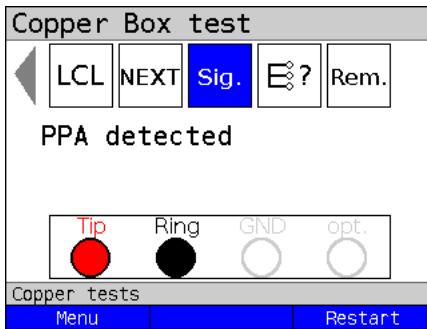 Copper Box test
LCL NEXT Sig. ? Rem.
PPA detected
Tip Ring GND opt.
Copper tests
Menu Restart